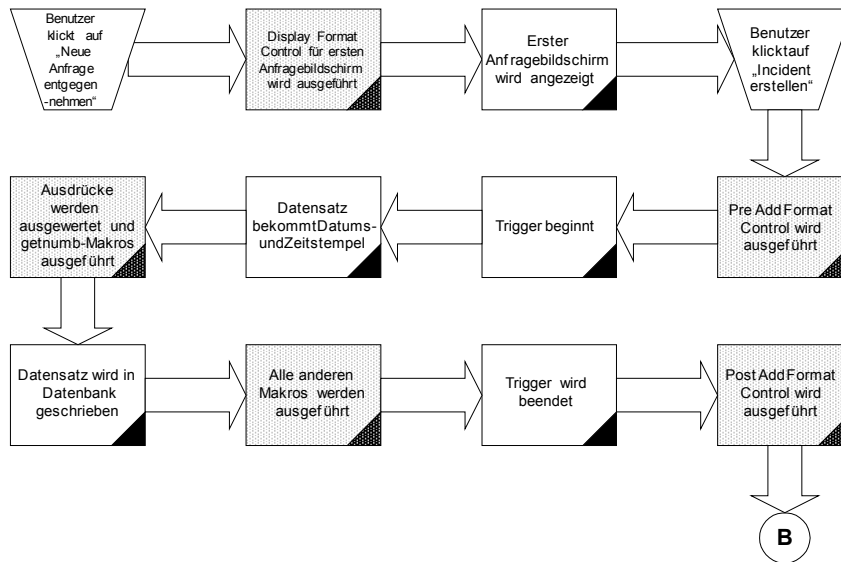 Benutzer
klickt auf
„Neue
Anfrage
entgegen
-nehmen“
Display Format
Control für ersten
Anfragebildschirm
wird ausgeführt
Erster
Anfragebildschirm
wird angezeigt
Benutzer
klicktauf
„Incident
erstellen“
Ausdrücke
werden
ausgewertet und
getnumb-Makros
ausgeführt
Datensatz
bekommtDatums-
undZeitstempel
Trigger beginnt
Pre Add Format
Control wird
ausgeführt
Datensatz wird in
Datenbank
geschrieben
Alle anderen
Makros werden
ausgeführt
Trigger wird
beendet
Post Add Format
Control wird
ausgeführt
B